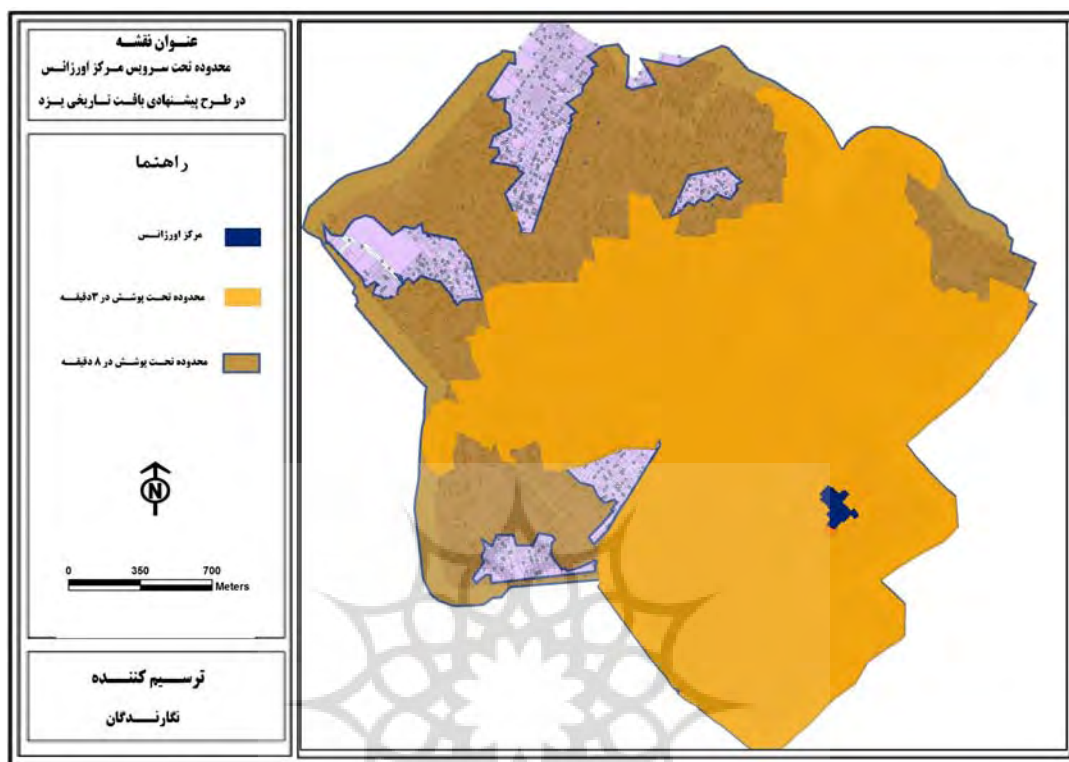 عنوان نقشه
محدوده تحت سرویس مرکز اورژانس
در طرح پیشنهادی بافت تاریخی یزد
راهنما
مرکز اورژانس
محدوده تحت پوشش در ۳دقیقه
محدوده تحت پوشش در ۸ دقیقه
N
0 350 700
Meters
ترسیم کننده
نگارندگان